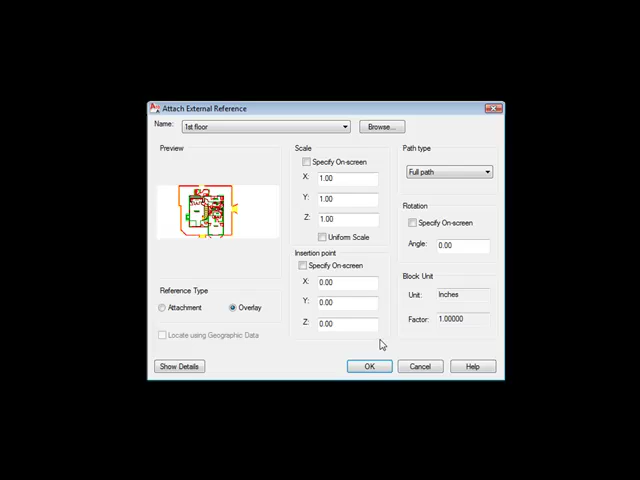 Attach External Reference
Name:
1st floor
Browse...
Preview
Scale
Specify On-screen
X: 1.00
Y: 1.00
Z: 1.00
Uniform Scale
Path type
Full path
Rotation
Specify On-screen
Angle: 0.00
Insertion point
Specify On-screen
X: 0.00
Y: 0.00
Z: 0.00
Block Unit
Unit: Inches
Factor: 1.00000
Reference Type
Attachment
Overlay
Locate using Geographic Data
Show Details
OK
Cancel
Help